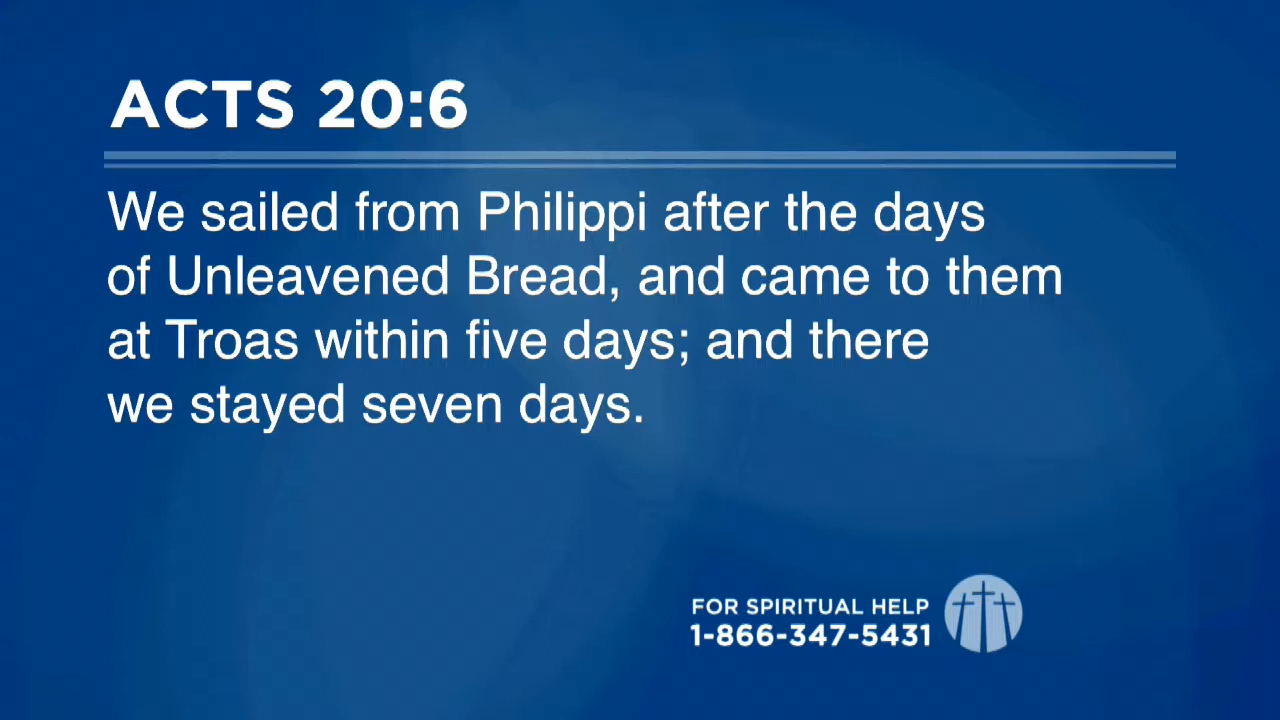 ACTS 20:6
We sailed from Philippi after the days
of Unleavened Bread, and came to them
at Troas within five days; and there
we stayed seven days.
FOR SPIRITUAL HELP
1-866-347-5431